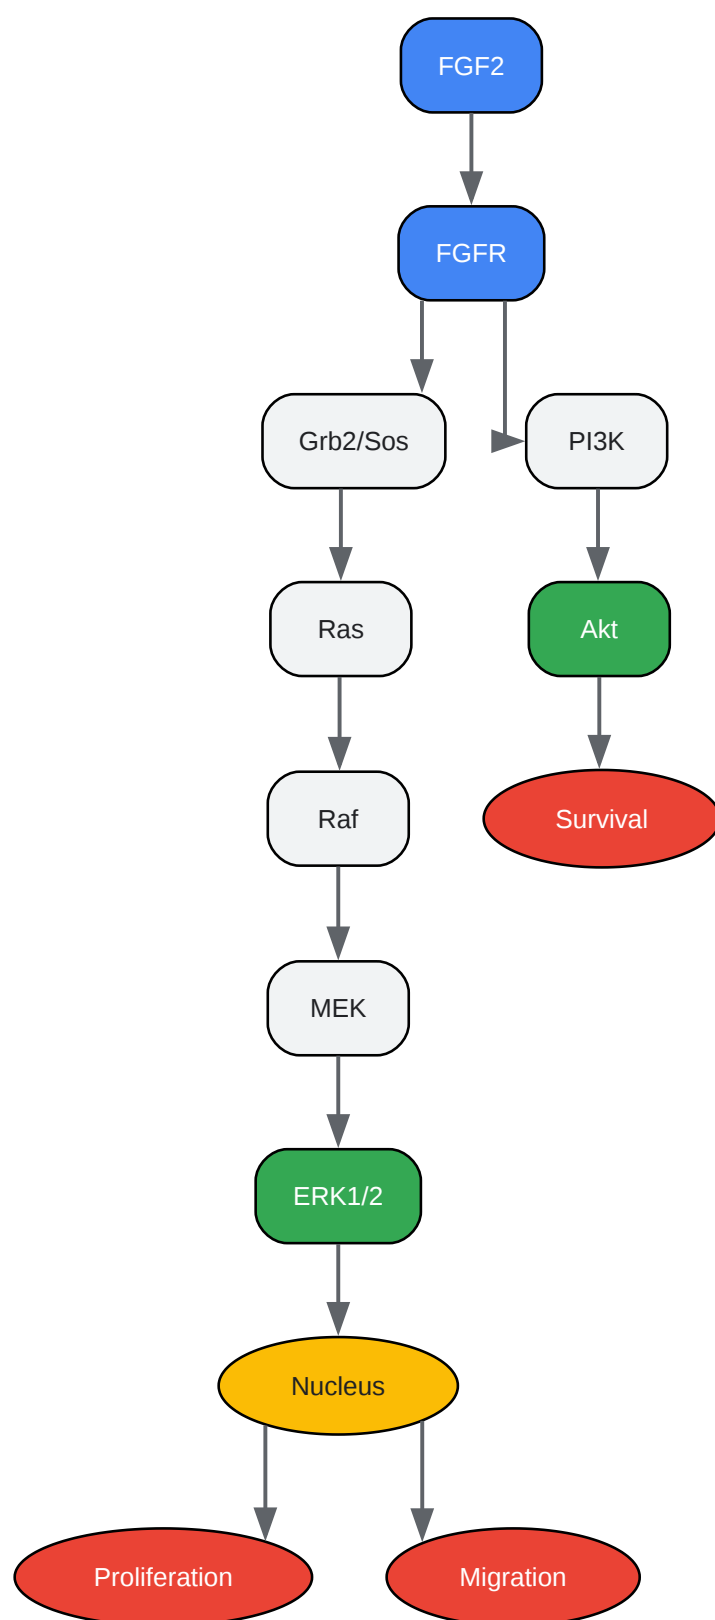 FGF2
FGFR
Grb2/Sos
PI3K
Ras
Akt
Raf
Survival
MEK
ERK1/2
Nucleus
Proliferation
Migration